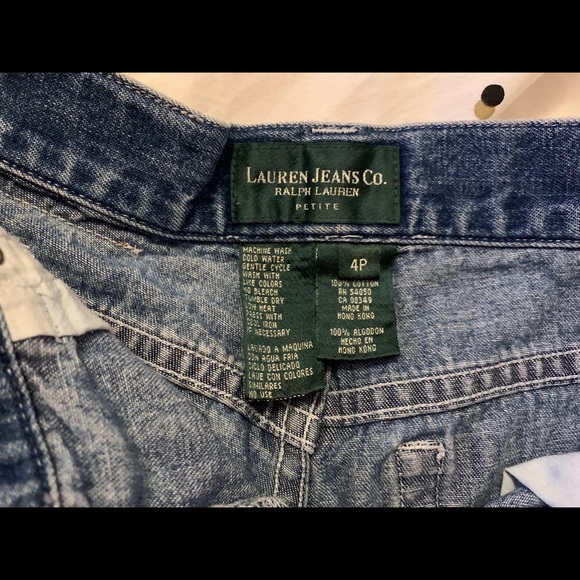 LAUREN JEANS CO.
RALPH LAUREN
PETITE
MACHINE WASH
COLD WATER
GENTLE CYCLE
WASH WITH
LIKE COLORS
NO BLEACH
TUMBLE DRY
LOW HEAT
PRESS WITH
COOL IRON
IF NECESSARY
LAVADO A MAQUINA
CON AGUA FRIA
CICLO DELICADO
LAVE CON COLORES
SIMILARES
NO USE
4P
100% COTTON
RN 54050
CA 00349
MADE IN
HONG KONG
100% ALGODON
HECHO EN
HONG KONG